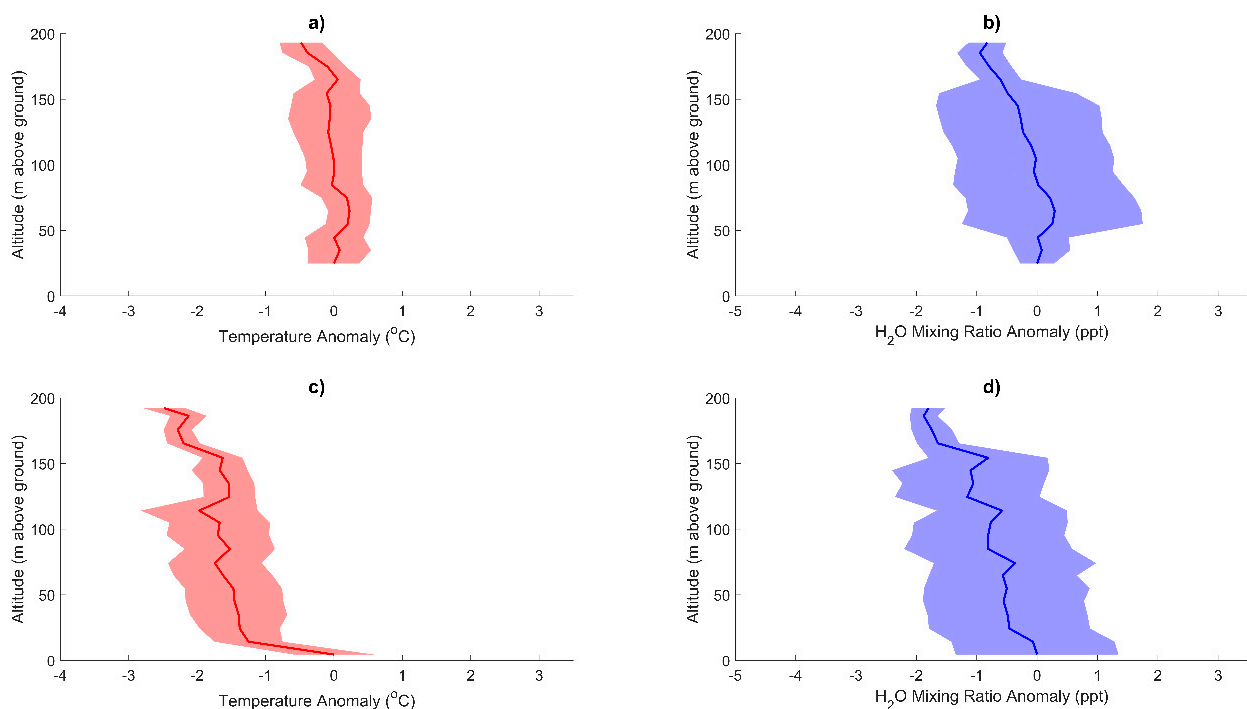 a)
200
150
100
50
0
Altitude (m above ground)
-4 -3 -2 -1 0 1 2 3
Temperature Anomaly (°C)
b)
200
150
100
50
0
Altitude (m above ground)
-5 -4 -3 -2 -1 0 1 2 3
H₂O Mixing Ratio Anomaly (ppt)
c)
200
150
100
50
0
Altitude (m above ground)
-4 -3 -2 -1 0 1 2 3
Temperature Anomaly (°C)
d)
200
150
100
50
0
Altitude (m above ground)
-5 -4 -3 -2 -1 0 1 2 3
H₂O Mixing Ratio Anomaly (ppt)